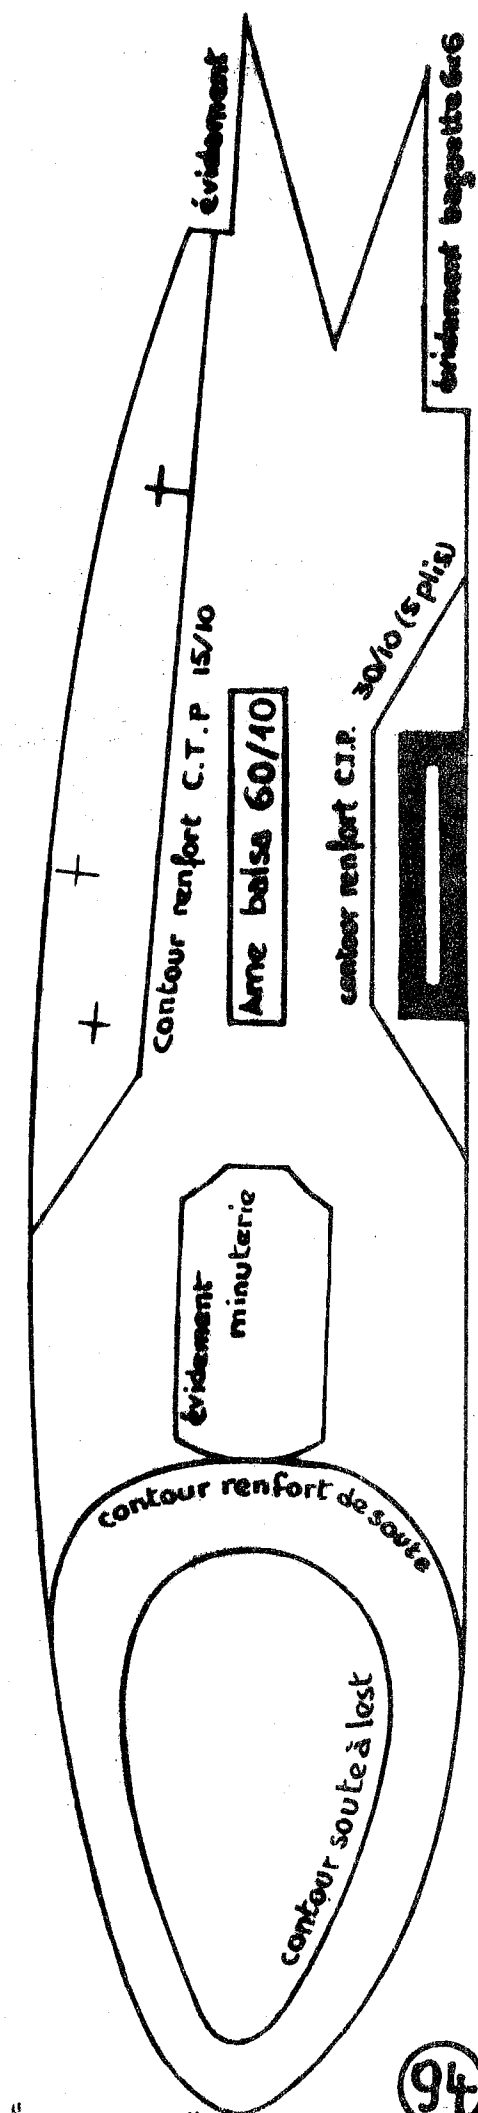 évidement
évidement baguette 6x6
contour renfort C.T.P 15/10
Ame balsa 60/10
contour renfort C.T.P. 30/10 (5 plis)
évidement
minuterie
contour renfort de soute
contour soute à lest
94